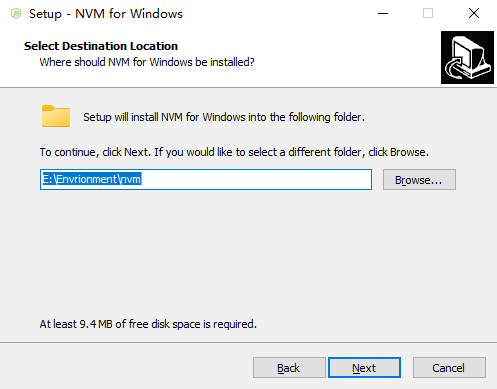 Setup - NVM for Windows
Select Destination Location
Where should NVM for Windows be installed?
Setup will install NVM for Windows into the following folder.
To continue, click Next. If you would like to select a different folder, click Browse.
E:\Envrionment\nvm
Browse...
At least 9.4 MB of free disk space is required.
Back
Next
Cancel